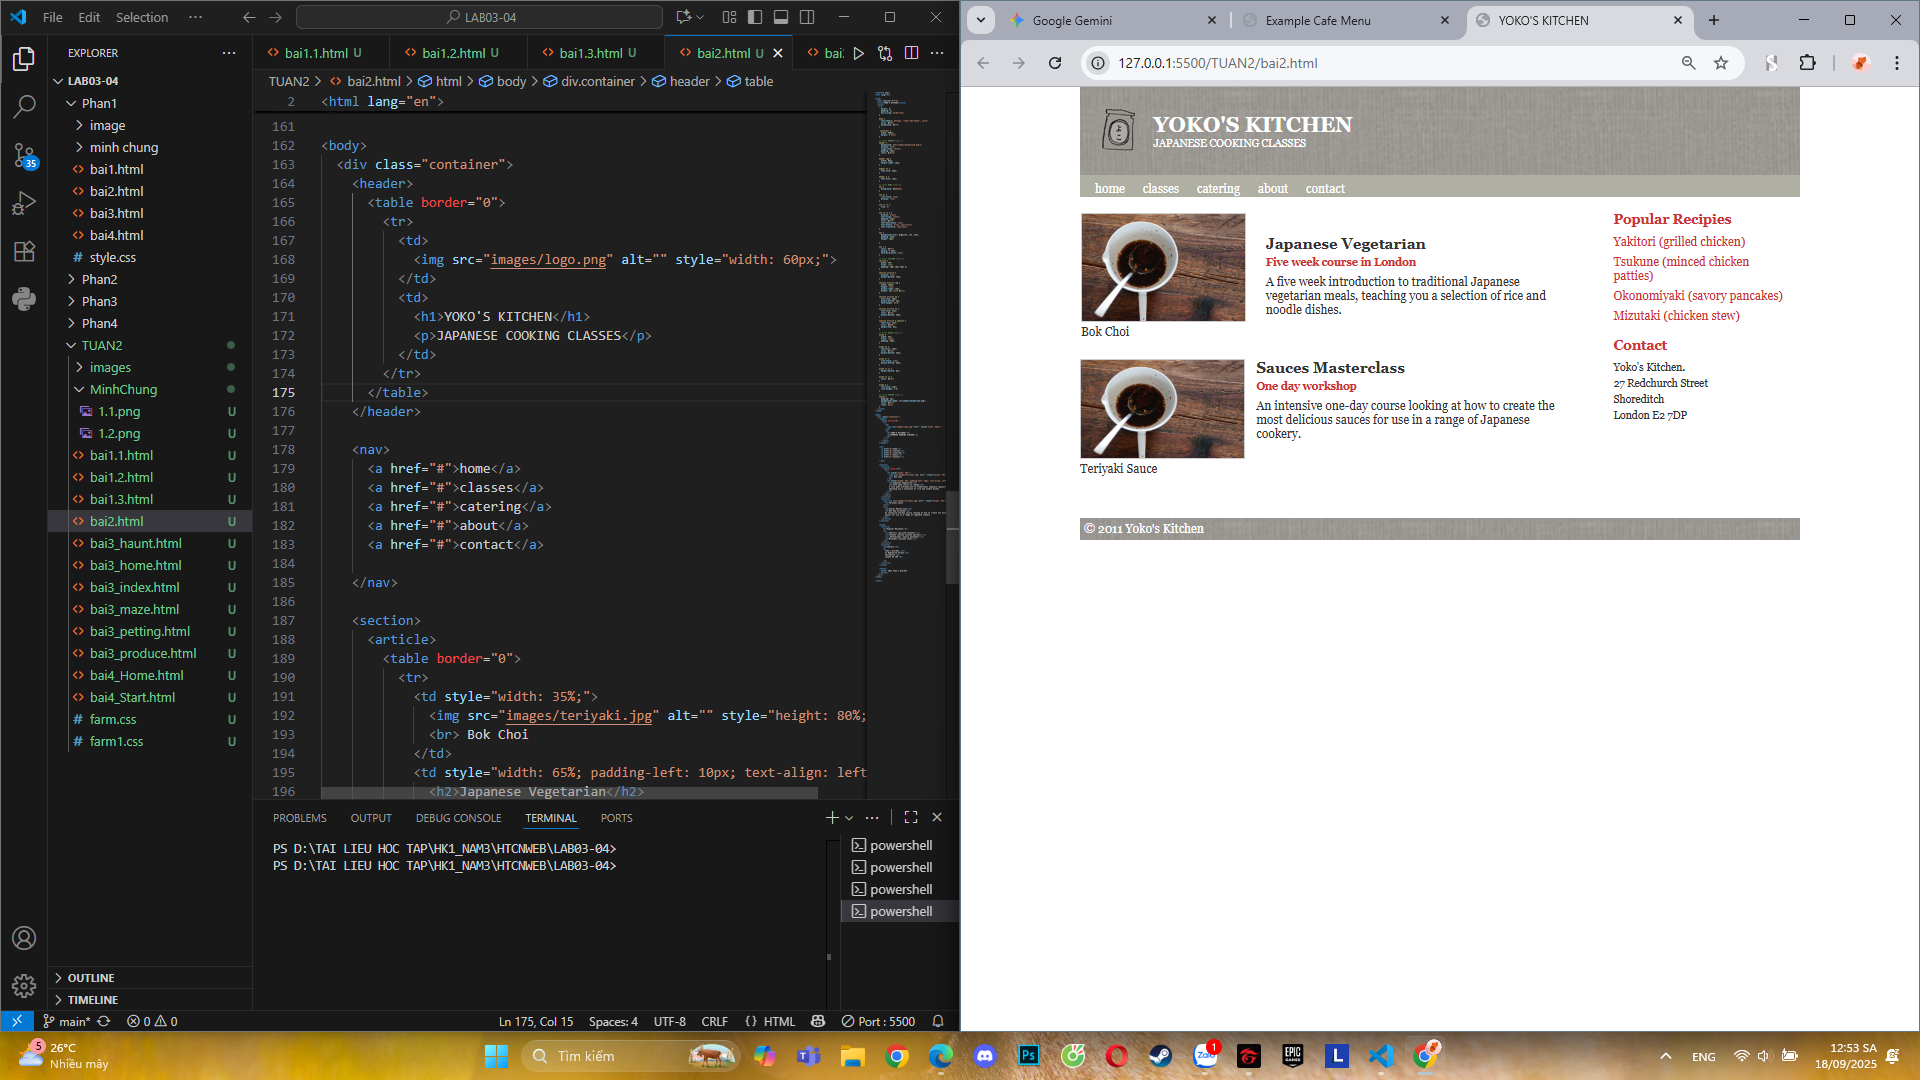 File Edit Selection ··· LAB03-04
EXPLORER ···
LAB03-04
Phan1
image
minh chung
bai1.html
bai2.html
bai3.html
bai4.html
# style.css
Phan2
Phan3
Phan4
TUAN2
images
MinhChung
1.1.png U
1.2.png U
bai1.1.html U
bai1.2.html U
bai1.3.html U
bai2.html U
bai3_haunt.html U
bai3_home.html U
bai3_index.html U
bai3_maze.html U
bai3_petting.html U
bai3_produce.html U
bai4_Home.html U
bai4_Start.html U
# farm.css U
# farm1.css U
OUTLINE
TIMELINE
35
bai1.1.html U bai1.2.html U bai1.3.html U bai2.html U bai:
TUAN2 > bai2.html > html > body > div.container > header > table
2 <html lang="en">
161
162 <body>
163 <div class="container">
164 <header>
165 <table border="0">
166 <tr>
167 <td>
168 <img src="images/logo.png" alt="" style="width: 60px;">
169 </td>
170 <td>
171 <h1>YOKO'S KITCHEN</h1>
172 <p>JAPANESE COOKING CLASSES</p>
173 </td>
174 </tr>
175 </table>
176 </header>
177
178 <nav>
179 <a href="#">home</a>
180 <a href="#">classes</a>
181 <a href="#">catering</a>
182 <a href="#">about</a>
183 <a href="#">contact</a>
184
185 </nav>
186
187 <section>
188 <article>
189 <table border="0">
190 <tr>
191 <td style="width: 35%;">
192 <img src="images/teriyaki.jpg" alt="" style="height: 80%;
193 <br> Bok Choi
194 </td>
195 <td style="width: 65%; padding-left: 10px; text-align: left
196 <h2>Japanese Vegetarian</h2>
PROBLEMS OUTPUT DEBUG CONSOLE TERMINAL PORTS
PS D:\TAI LIEU HOC TAP\HK1_NAM3\HTCNWEB\LAB03-04>
PS D:\TAI LIEU HOC TAP\HK1_NAM3\HTCNWEB\LAB03-04>
powershell
powershell
powershell
powershell
main* 0 0 Ln 175, Col 15 Spaces: 4 UTF-8 CRLF HTML Port : 5500
Google Gemini Example Cafe Menu YOKO'S KITCHEN
127.0.0.1:5500/TUAN2/bai2.html
YOKO'S KITCHEN
JAPANESE COOKING CLASSES
home classes catering about contact
Bok Choi
Japanese Vegetarian
Five week course in London
A five week introduction to traditional Japanese
vegetarian meals, teaching you a selection of rice and
noodle dishes.
Teriyaki Sauce
Sauces Masterclass
One day workshop
An intensive one-day course looking at how to create the
most delicious sauces for use in a range of Japanese
cookery.
Popular Recipies
Yakitori (grilled chicken)
Tsukune (minced chicken
patties)
Okonomiyaki (savory pancakes)
Mizutaki (chicken stew)
Contact
Yoko's Kitchen.
27 Redchurch Street
Shoreditch
London E2 7DP
© 2011 Yoko's Kitchen
5 26°C
Nhiều mây
Tìm kiếm
Ps
Zalo 1
EPIC GAMES
L
ENG
12:53 SA
18/09/2025